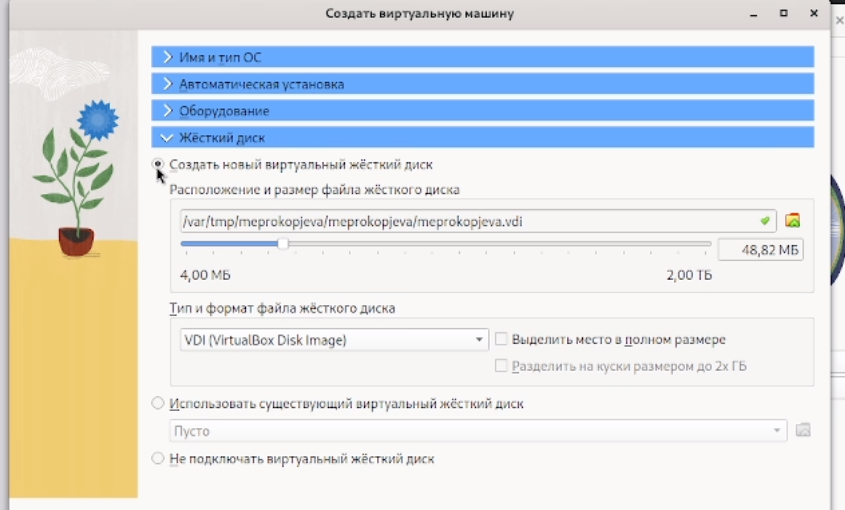 Создать виртуальную машину
Имя и тип ОС
Автоматическая установка
Оборудование
Жёсткий диск
Создать новый виртуальный жёсткий диск
Расположение и размер файла жёсткого диска
/var/tmp/meprokopjeva/meprokopjeva/meprokopjeva.vdi
48,82 МБ
4,00 МБ 2,00 ТБ
Тип и формат файла жёсткого диска
VDI (VirtualBox Disk Image) Выделить место в полном размере
Разделить на куски размером до 2х ГБ
Использовать существующий виртуальный жёсткий диск
Пусто
Не подключать виртуальный жёсткий диск